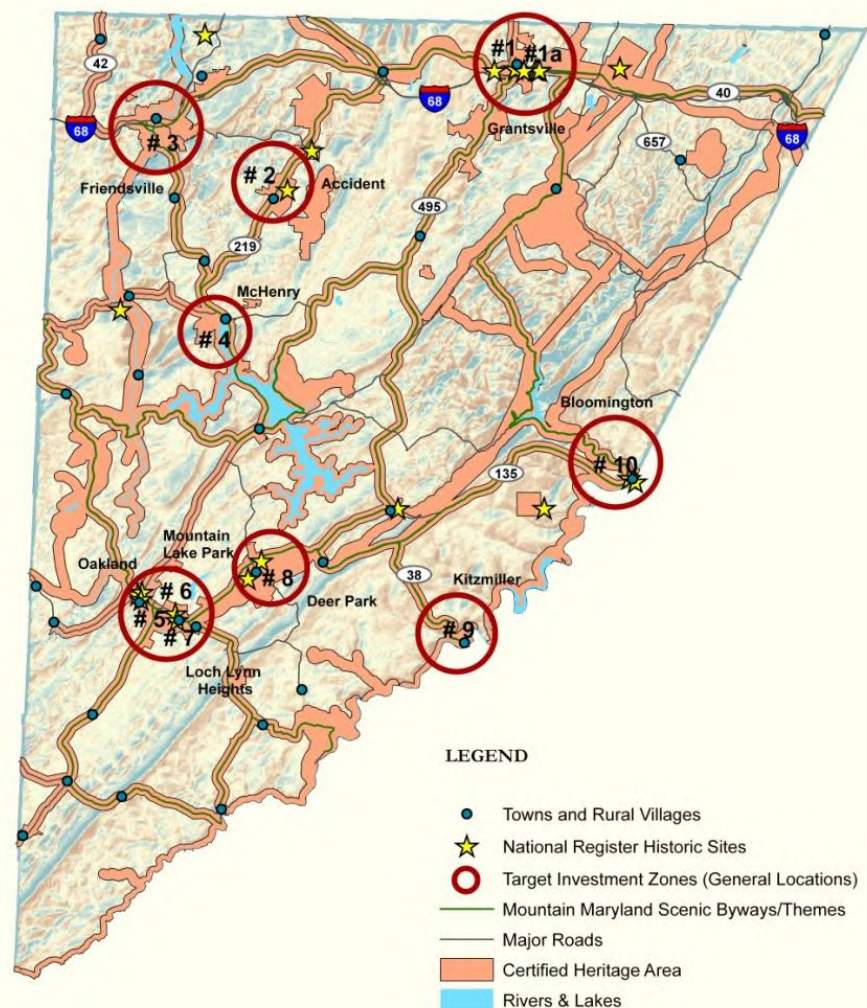 42
#1
#1a
68
40
Grantsville
68
# 3
68
657
# 2
Friendsville
Accident
495
219
McHenry
# 4
Bloomington
# 10
135
Mountain
Lake Park
Oakland
# 8
38
Kitzmiller
# 6
Deer Park
# 5
# 7
# 9
Loch Lynn
Heights
LEGEND
Towns and Rural Villages
National Register Historic Sites
Target Investment Zones (General Locations)
Mountain Maryland Scenic Byways/Themes
Major Roads
Certified Heritage Area
Rivers & Lakes